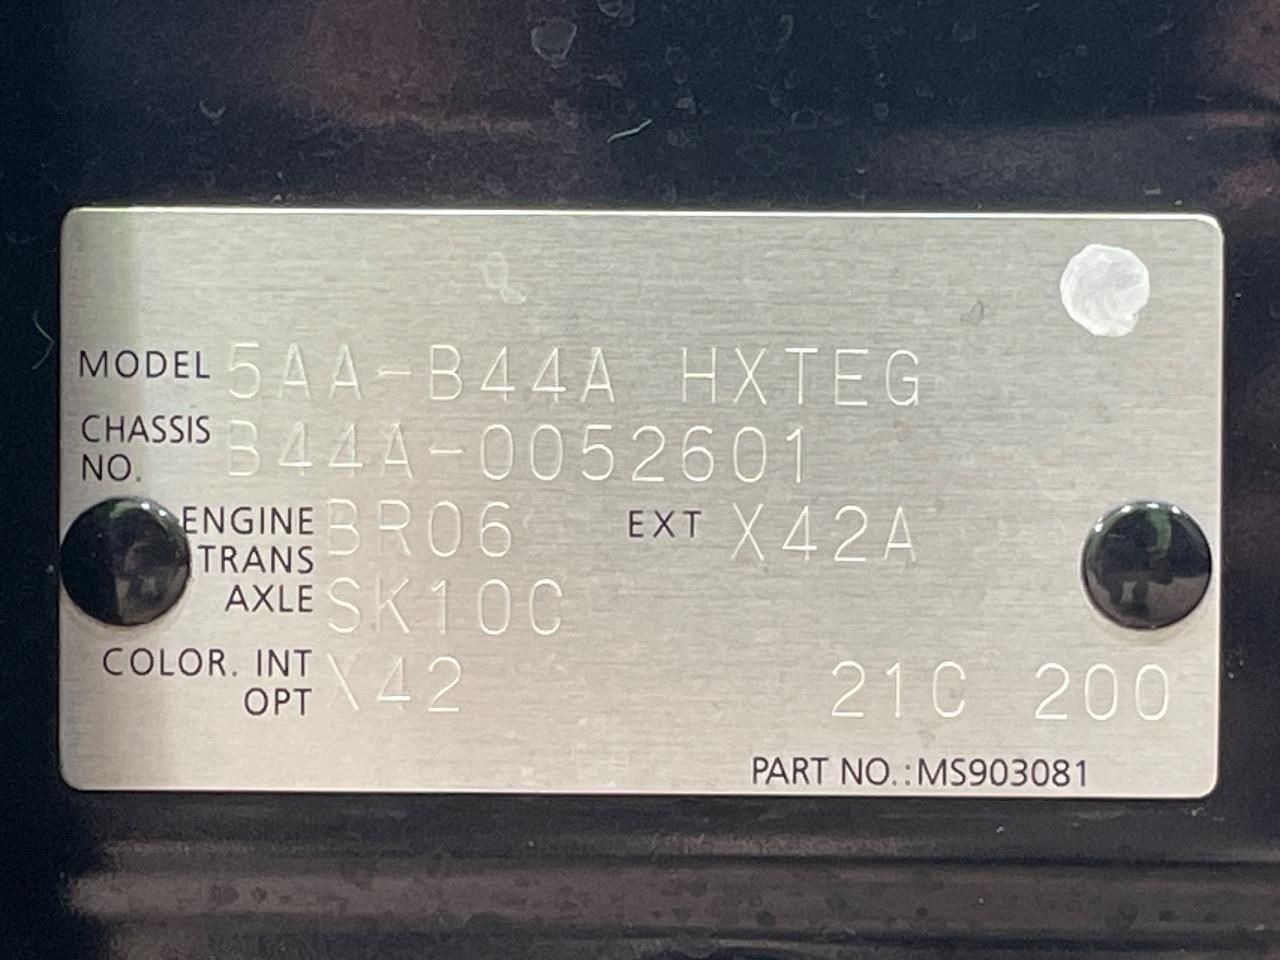 MODEL 5AA-B44A HXTEG
CHASSIS NO. B44A-0052601
ENGINE BR06 EXT X42A
TRANS
AXLE SK10C
COLOR. INT X42 21C 200
OPT
PART NO.:MS903081